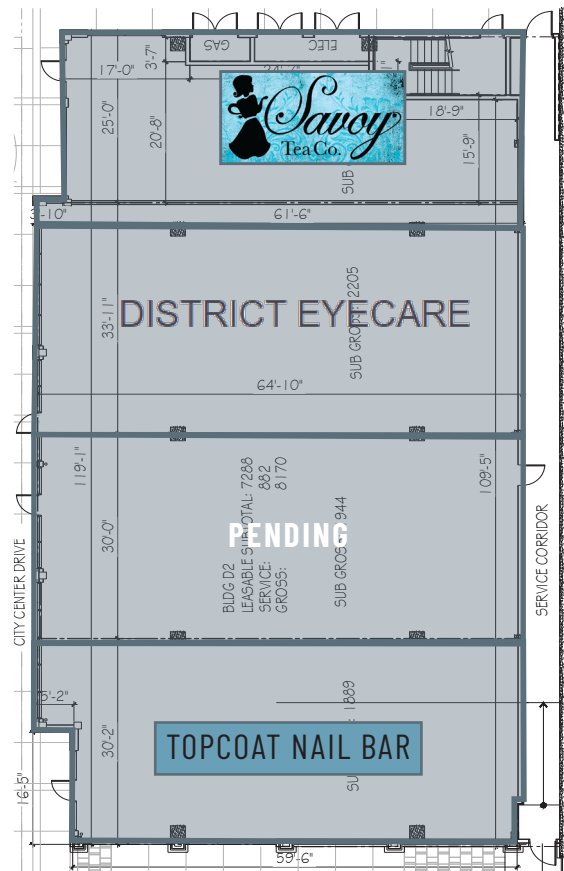 GAS
ELEC
17'-0"
3'-7"
25'-0"
20'-8"
Savoy
Tea Co.
18'-9"
15'-9"
SUB
-10"
61'-6"
DISTRICT EYECARE
33'-11"
SUB GROSS: 2205
64'-10"
119'-1"
109'-5"
30'-0"
PENDING
BLDG D2
LEASABLE SUBTOTAL: 7288
SERVICE: 882
GROSS: 8170
SUB GROSS 944
CITY CENTER DRIVE
SERVICE CORRIDOR
5'-2"
1889
30'-2"
TOPCOAT NAIL BAR
SU
16'-5"
59'-6"